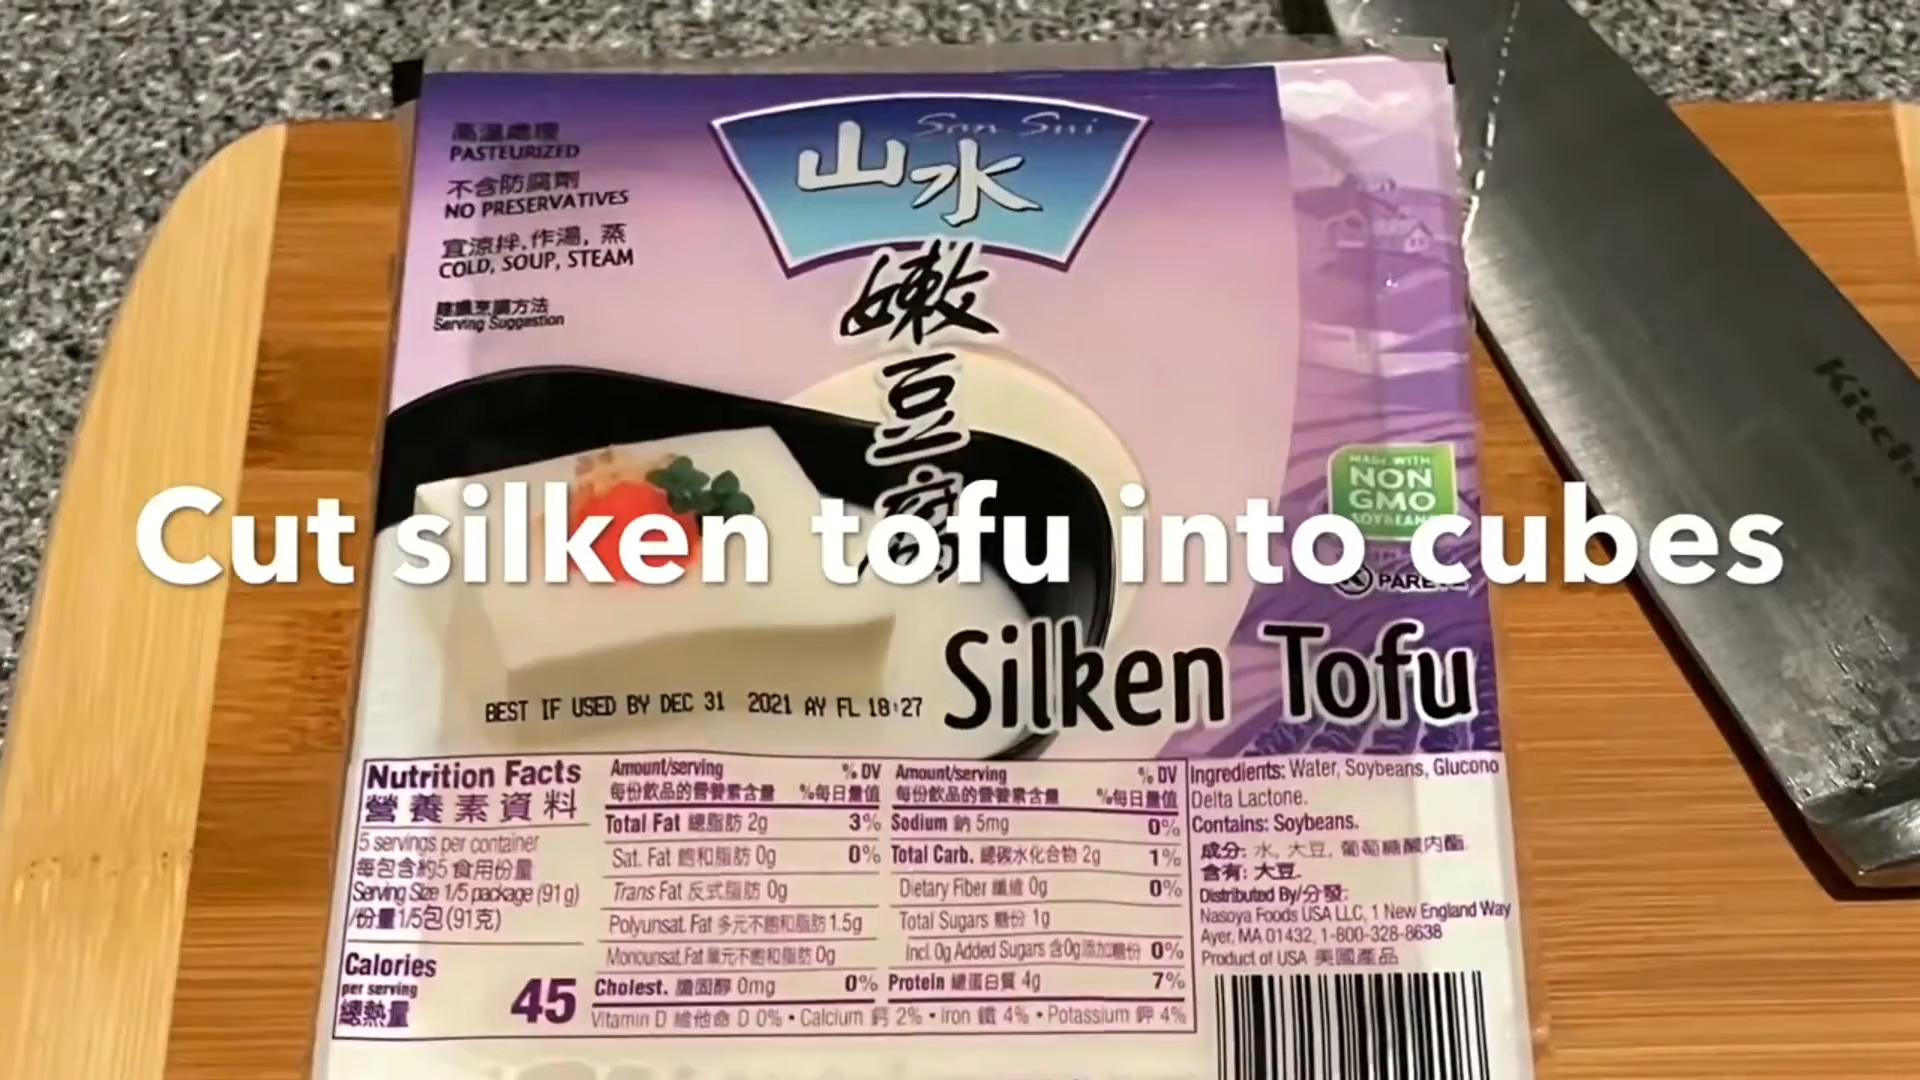 San Sui
山水
高溫處理
PASTEURIZED
不含防腐劑
NO PRESERVATIVES
宜涼拌,作湯,蒸
COLD, SOUP, STEAM
建議烹調方法
Serving Suggestion
嫩豆腐
MADE WITH
NON
GMO
SOYBEANS
Kitch
Cut silken tofu into cubes
Silken Tofu
BEST IF USED BY DEC 31 2021 AY FL 18:27
Nutrition Facts
營養素資料
5 servings per container
每包含約5食用份量
Serving Size 1/5 package (91g)
/份量1/5包(91克)
Calories
per serving
總熱量
45
Amount/serving % DV
每份飲品的營養素含量 %每日量值
Total Fat 總脂肪 2g 3%
Sat. Fat 飽和脂肪 0g 0%
Trans Fat 反式脂肪 0g
Polyunsat. Fat 多元不飽和脂肪 1.5g
Monounsat. Fat 單元不飽和脂肪 0g
Cholest. 膽固醇 0mg 0%
Amount/serving % DV
每份飲品的營養素含量 %每日量值
Sodium 鈉 5mg 0%
Total Carb. 總碳水化合物 2g 1%
Dietary Fiber 纖維 0g 0%
Total Sugars 糖份 1g
Incl. 0g Added Sugars 含0g添加糖份 0%
Protein 總蛋白質 4g 7%
Vitamin D 維他命 D 0% • Calcium 鈣 2% • Iron 鐵 4% • Potassium 鉀 4%
Ingredients: Water, Soybeans, Glucono
Delta Lactone.
Contains: Soybeans.
成分: 水, 大豆, 葡萄糖酸内酯.
含有: 大豆.
Distributed By/分發:
Nasoya Foods USA LLC, 1 New England Way
Ayer, MA 01432, 1-800-328-8638
Product of USA 美國產品